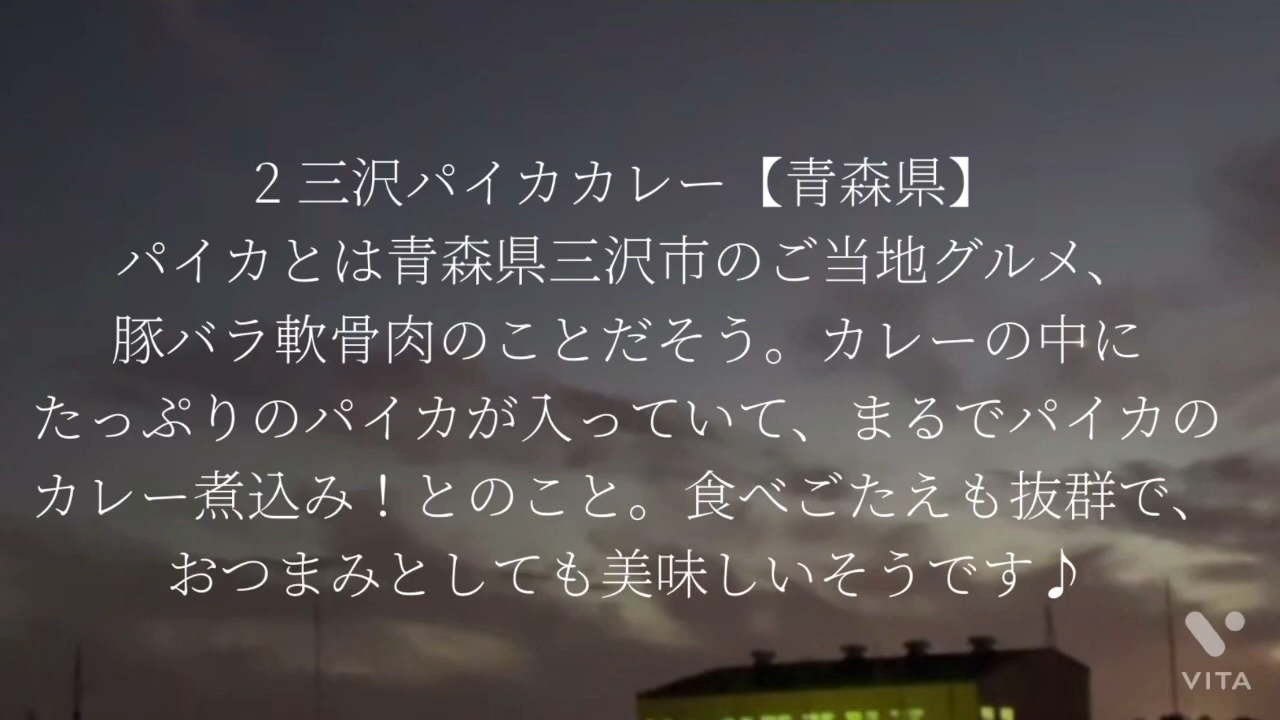 2 三沢パイカカレー【青森県】
パイカとは青森県三沢市のご当地グルメ、
豚バラ軟骨肉のことだそう。カレーの中に
たっぷりのパイカが入っていて、まるでパイカの
カレー煮込み！とのこと。食べごたえも抜群で、
おつまみとしても美味しいそうです♪
VITA